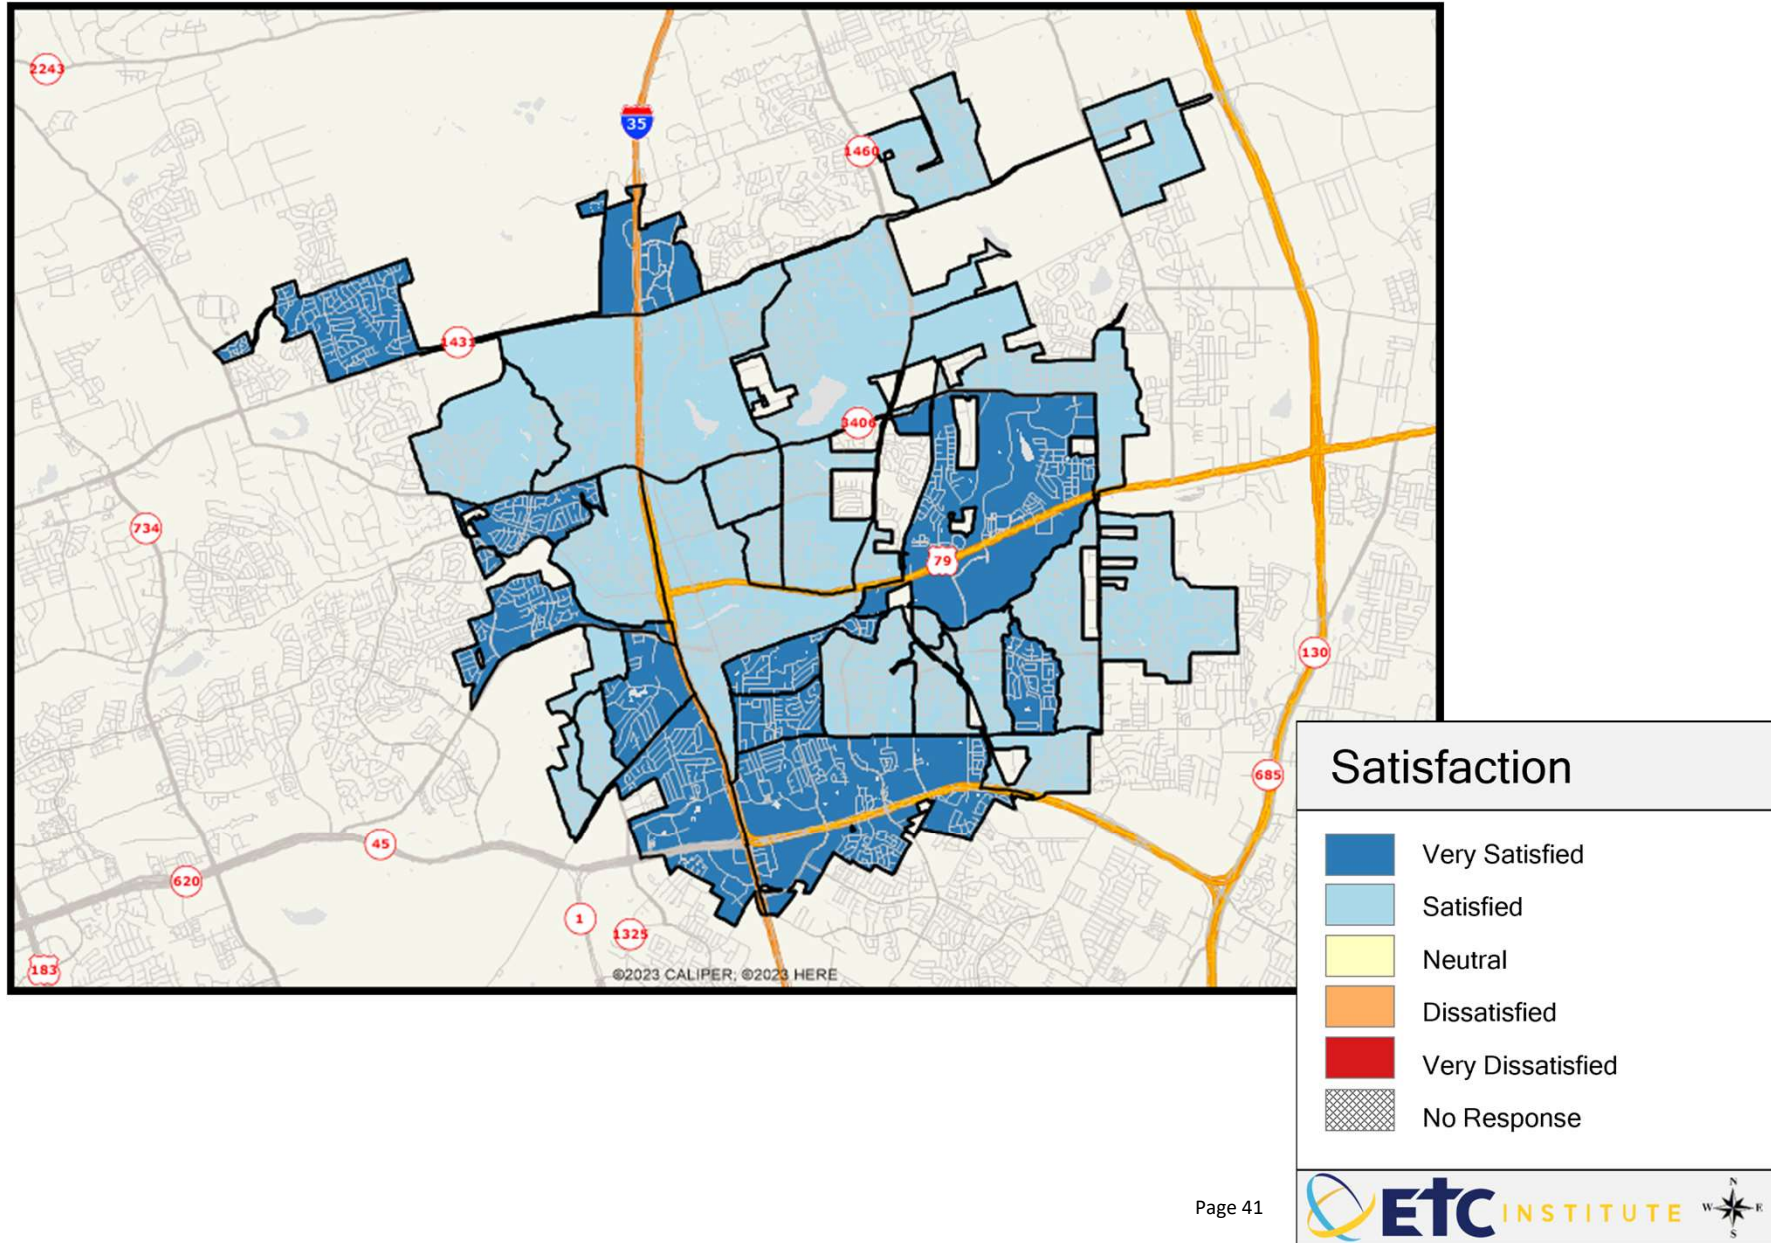 2243
35
1460
1431
3406
734
79
130
685
45
620
1
1325
183
©2023 CALIPER; ©2023 HERE
Satisfaction
Very Satisfied
Satisfied
Neutral
Dissatisfied
Very Dissatisfied
No Response
Page 41
ETC INSTITUTE
N
W E
S